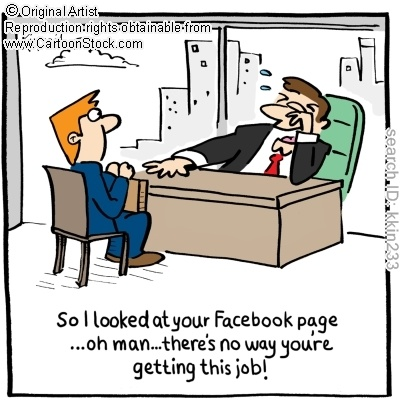 © Original Artist
Reproduction rights obtainable from
www.CartoonStock.com
search ID: kkin233
So I looked at your Facebook page
...oh man...there's no way you're
getting this job!